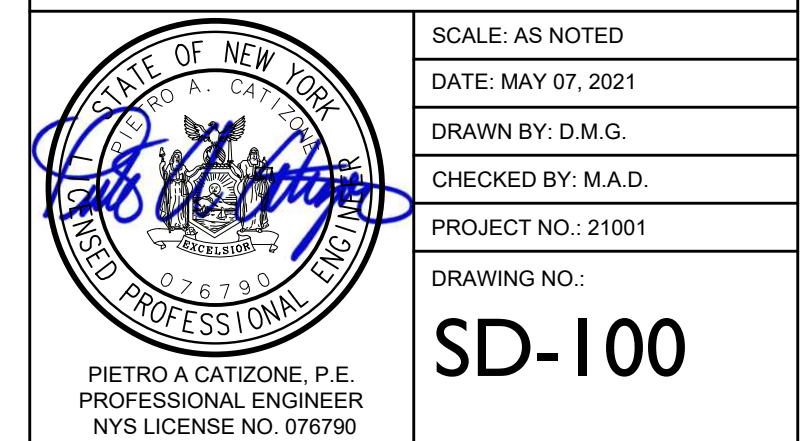 STATE OF NEW YORK
PIETRO A. CATIZONE
EXCELSIOR
076790
LICENSED PROFESSIONAL ENGINEER
PIETRO A CATIZONE, P.E.
PROFESSIONAL ENGINEER
NYS LICENSE NO. 076790
SCALE: AS NOTED
DATE: MAY 07, 2021
DRAWN BY: D.M.G.
CHECKED BY: M.A.D.
PROJECT NO.: 21001
DRAWING NO.:
SD-100